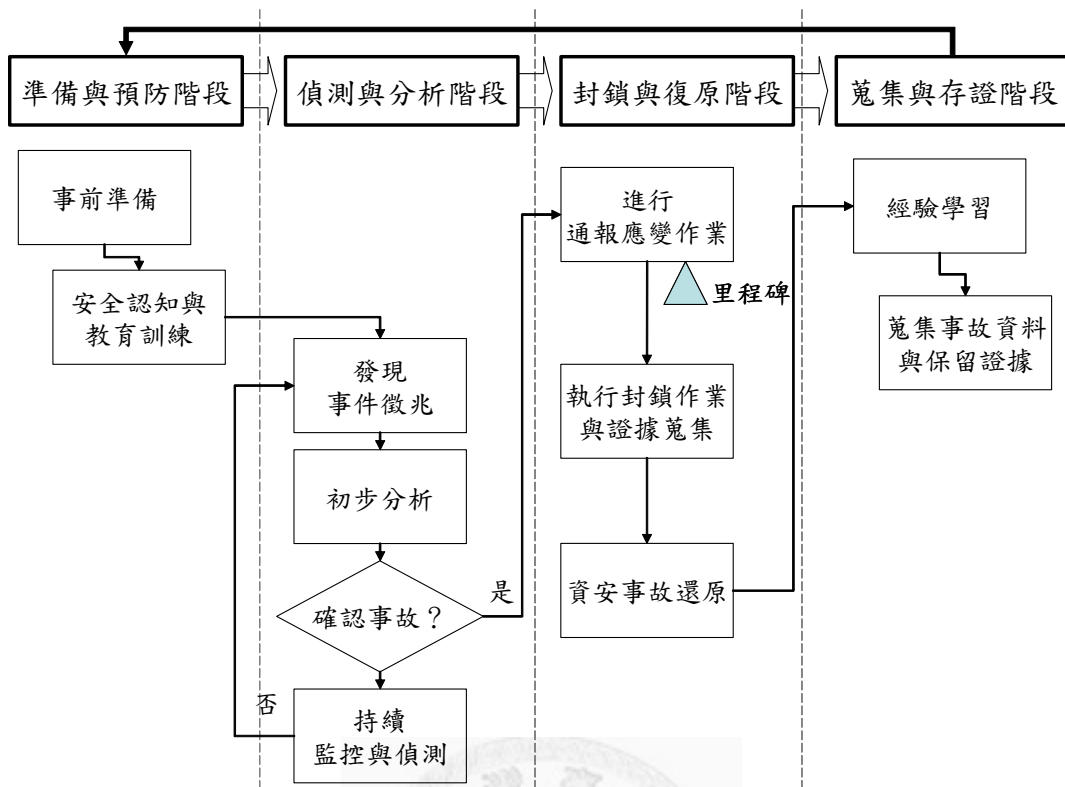 準備與預防階段
偵測與分析階段
封鎖與復原階段
蒐集與存證階段
事前準備
安全認知與
教育訓練
發現
事件徵兆
初步分析
確認事故?
是
否
持續
監控與偵測
進行
通報應變作業
里程碑
執行封鎖作業
與證據蒐集
資安事故還原
經驗學習
蒐集事故資料
與保留證據